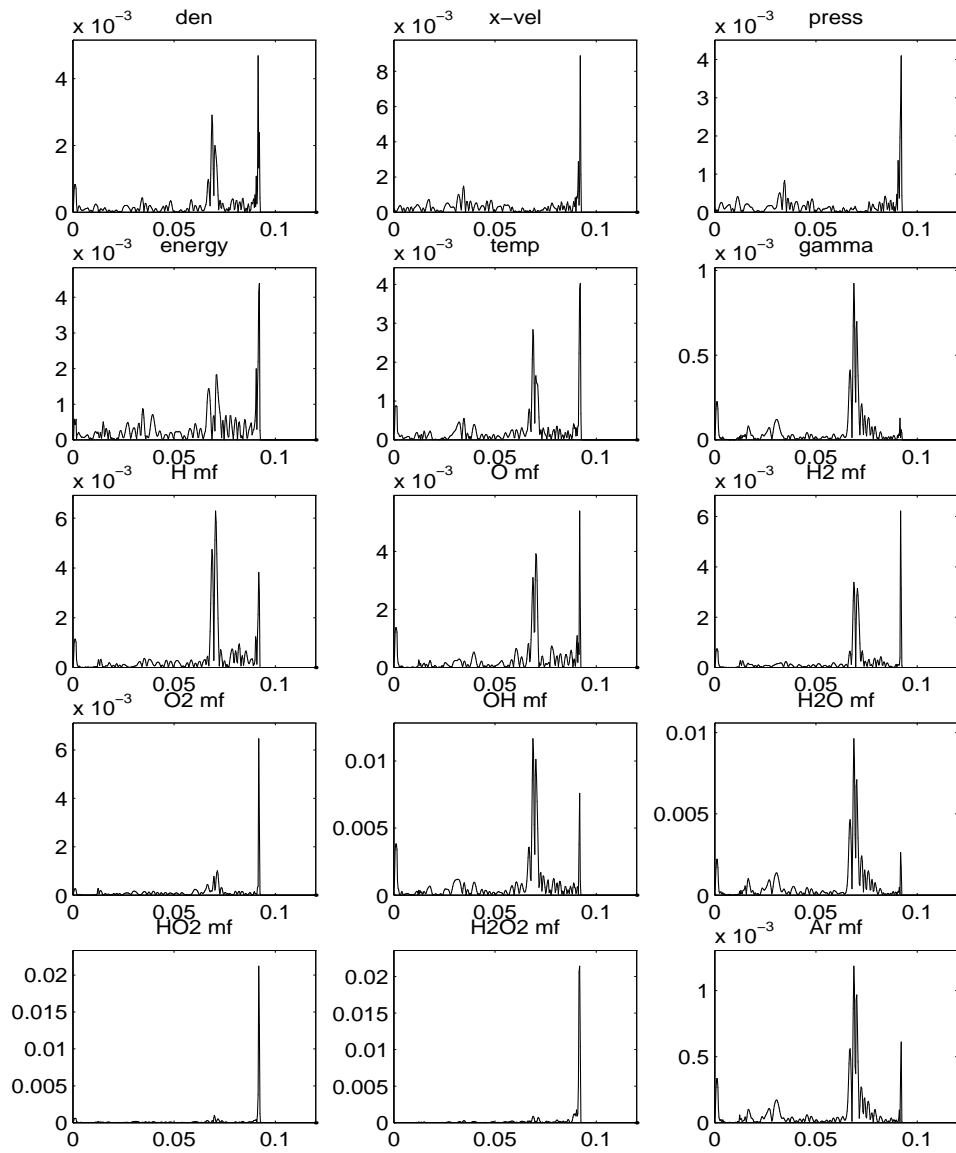 den x−vel press
x 10−3 x 10−3 x 10−3
4 8 4
6 3
2 4 2
2 1
0 0 0
0 0.05 0.1 0 0.05 0.1 0 0.05 0.1
energy temp gamma
x 10−3 x 10−3 x 10−3
4 4 1
3 3
2 2 0.5
1 1
0 0 0
0 0.05 0.1 0 0.05 0.1 0 0.05 0.1
H mf O mf H2 mf
x 10−3 x 10−3 x 10−3
6 4 6
4 4
2 2 2
0 0 0
0 0.05 0.1 0 0.05 0.1 0 0.05 0.1
O2 mf OH mf H2O mf
x 10−3
6 0.01 0.01
4
2 0.005 0.005
0 0 0
0 0.05 0.1 0 0.05 0.1 0 0.05 0.1
HO2 mf H2O2 mf Ar mf
x 10−3
0.02 0.02 1
0.015 0.015
0.01 0.01 0.5
0.005 0.005
0 0 0
0 0.05 0.1 0 0.05 0.1 0 0.05 0.1